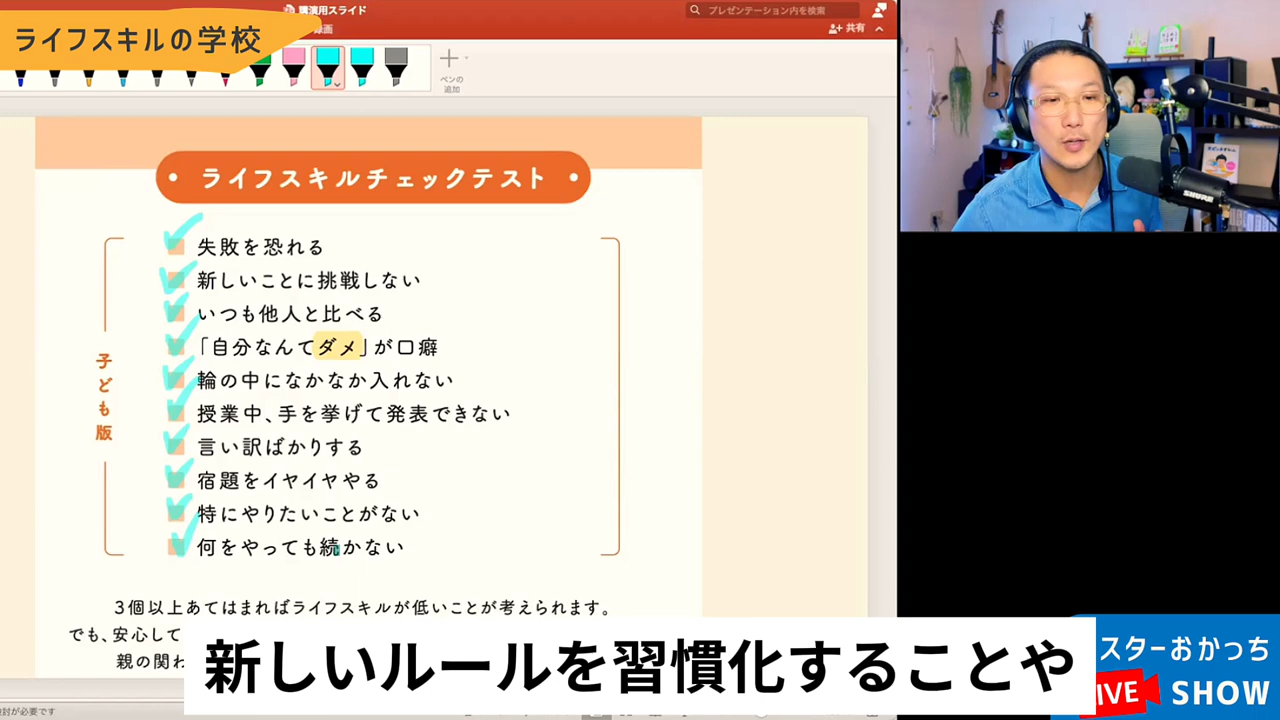 講演用スライド
プレゼンテーション内を検索
ライフスキルの学校
録画
共有
ペンの
追加
ライフスキルチェックテスト
子ども版
失敗を恐れる
新しいことに挑戦しない
いつも他人と比べる
「自分なんてダメ」が口癖
輪の中になかなか入れない
授業中、手を挙げて発表できない
言い訳ばかりする
宿題をイヤイヤやる
特にやりたいことがない
何をやっても続かない
3個以上あてはまればライフスキルが低いことが考えられます。
でも、安心して
親の関わ
新しいルールを習慣化することや
スターおかっち
IVE SHOW
討が必要です
SHURE